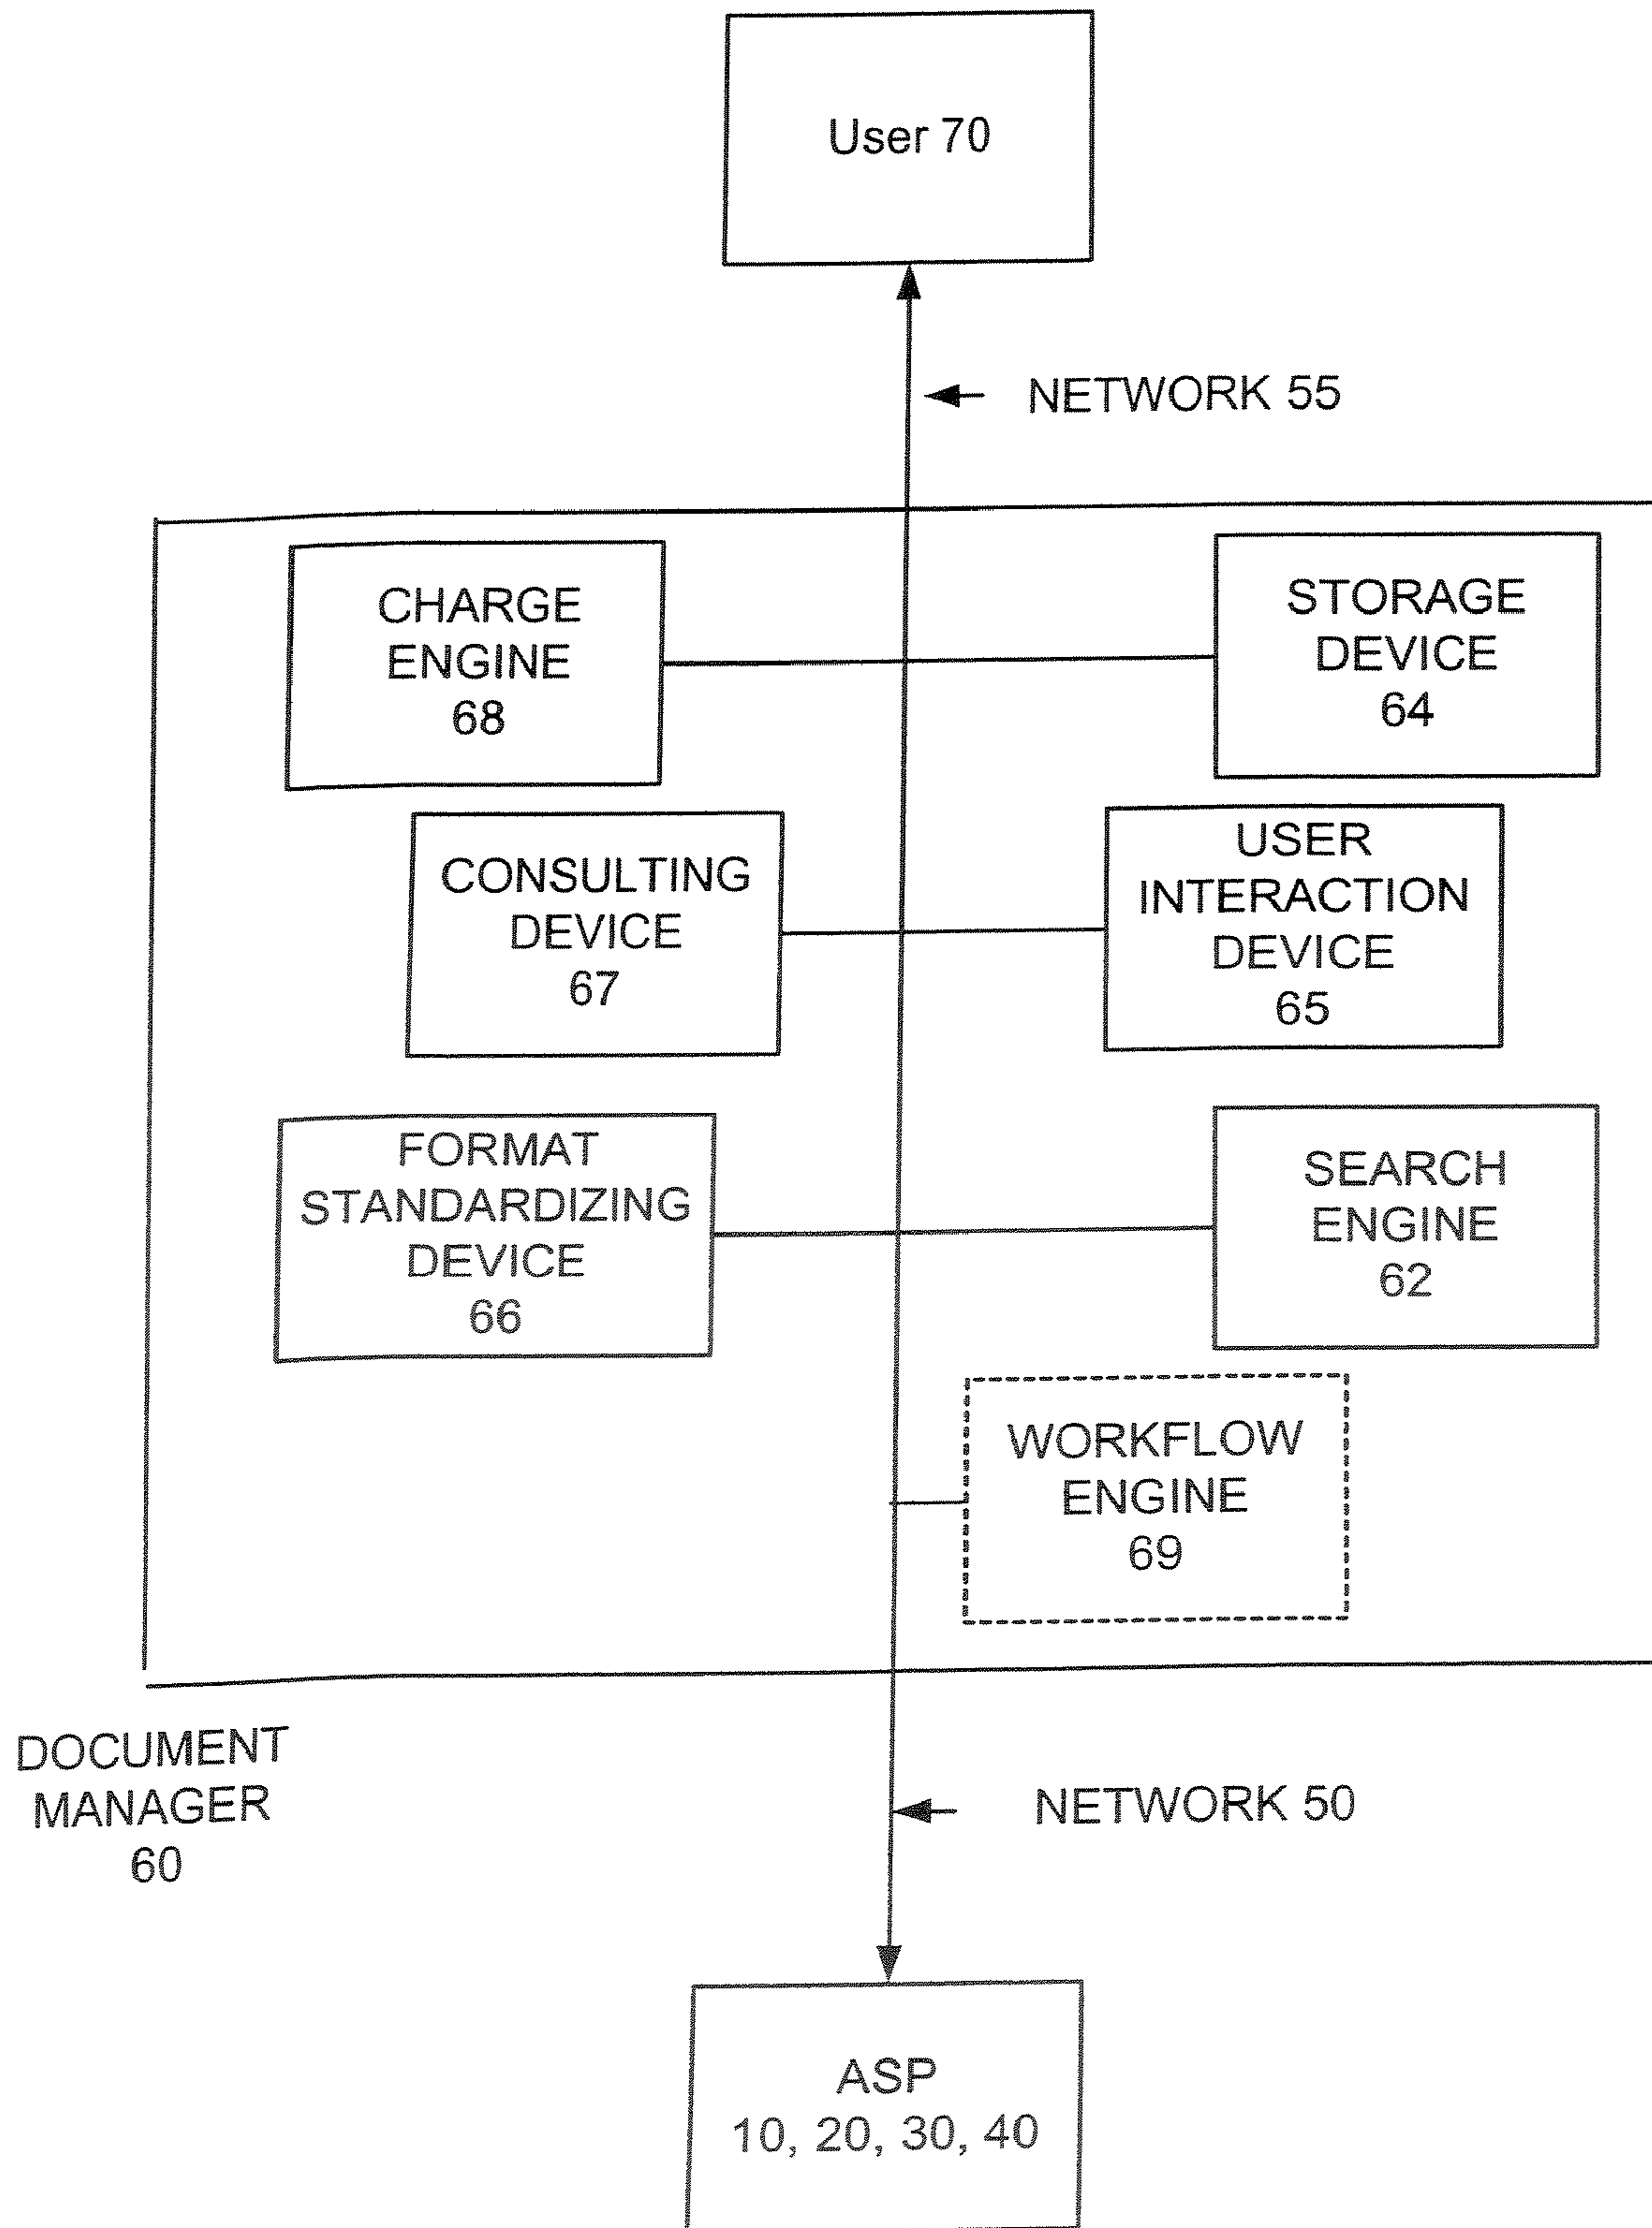 User 70
NETWORK 55
CHARGE
ENGINE
68
STORAGE
DEVICE
64
CONSULTING
DEVICE
67
USER
INTERACTION
DEVICE
65
FORMAT
STANDARDIZING
DEVICE
66
SEARCH
ENGINE
62
WORKFLOW
ENGINE
69
DOCUMENT
MANAGER
60
NETWORK 50
ASP
10, 20, 30, 40